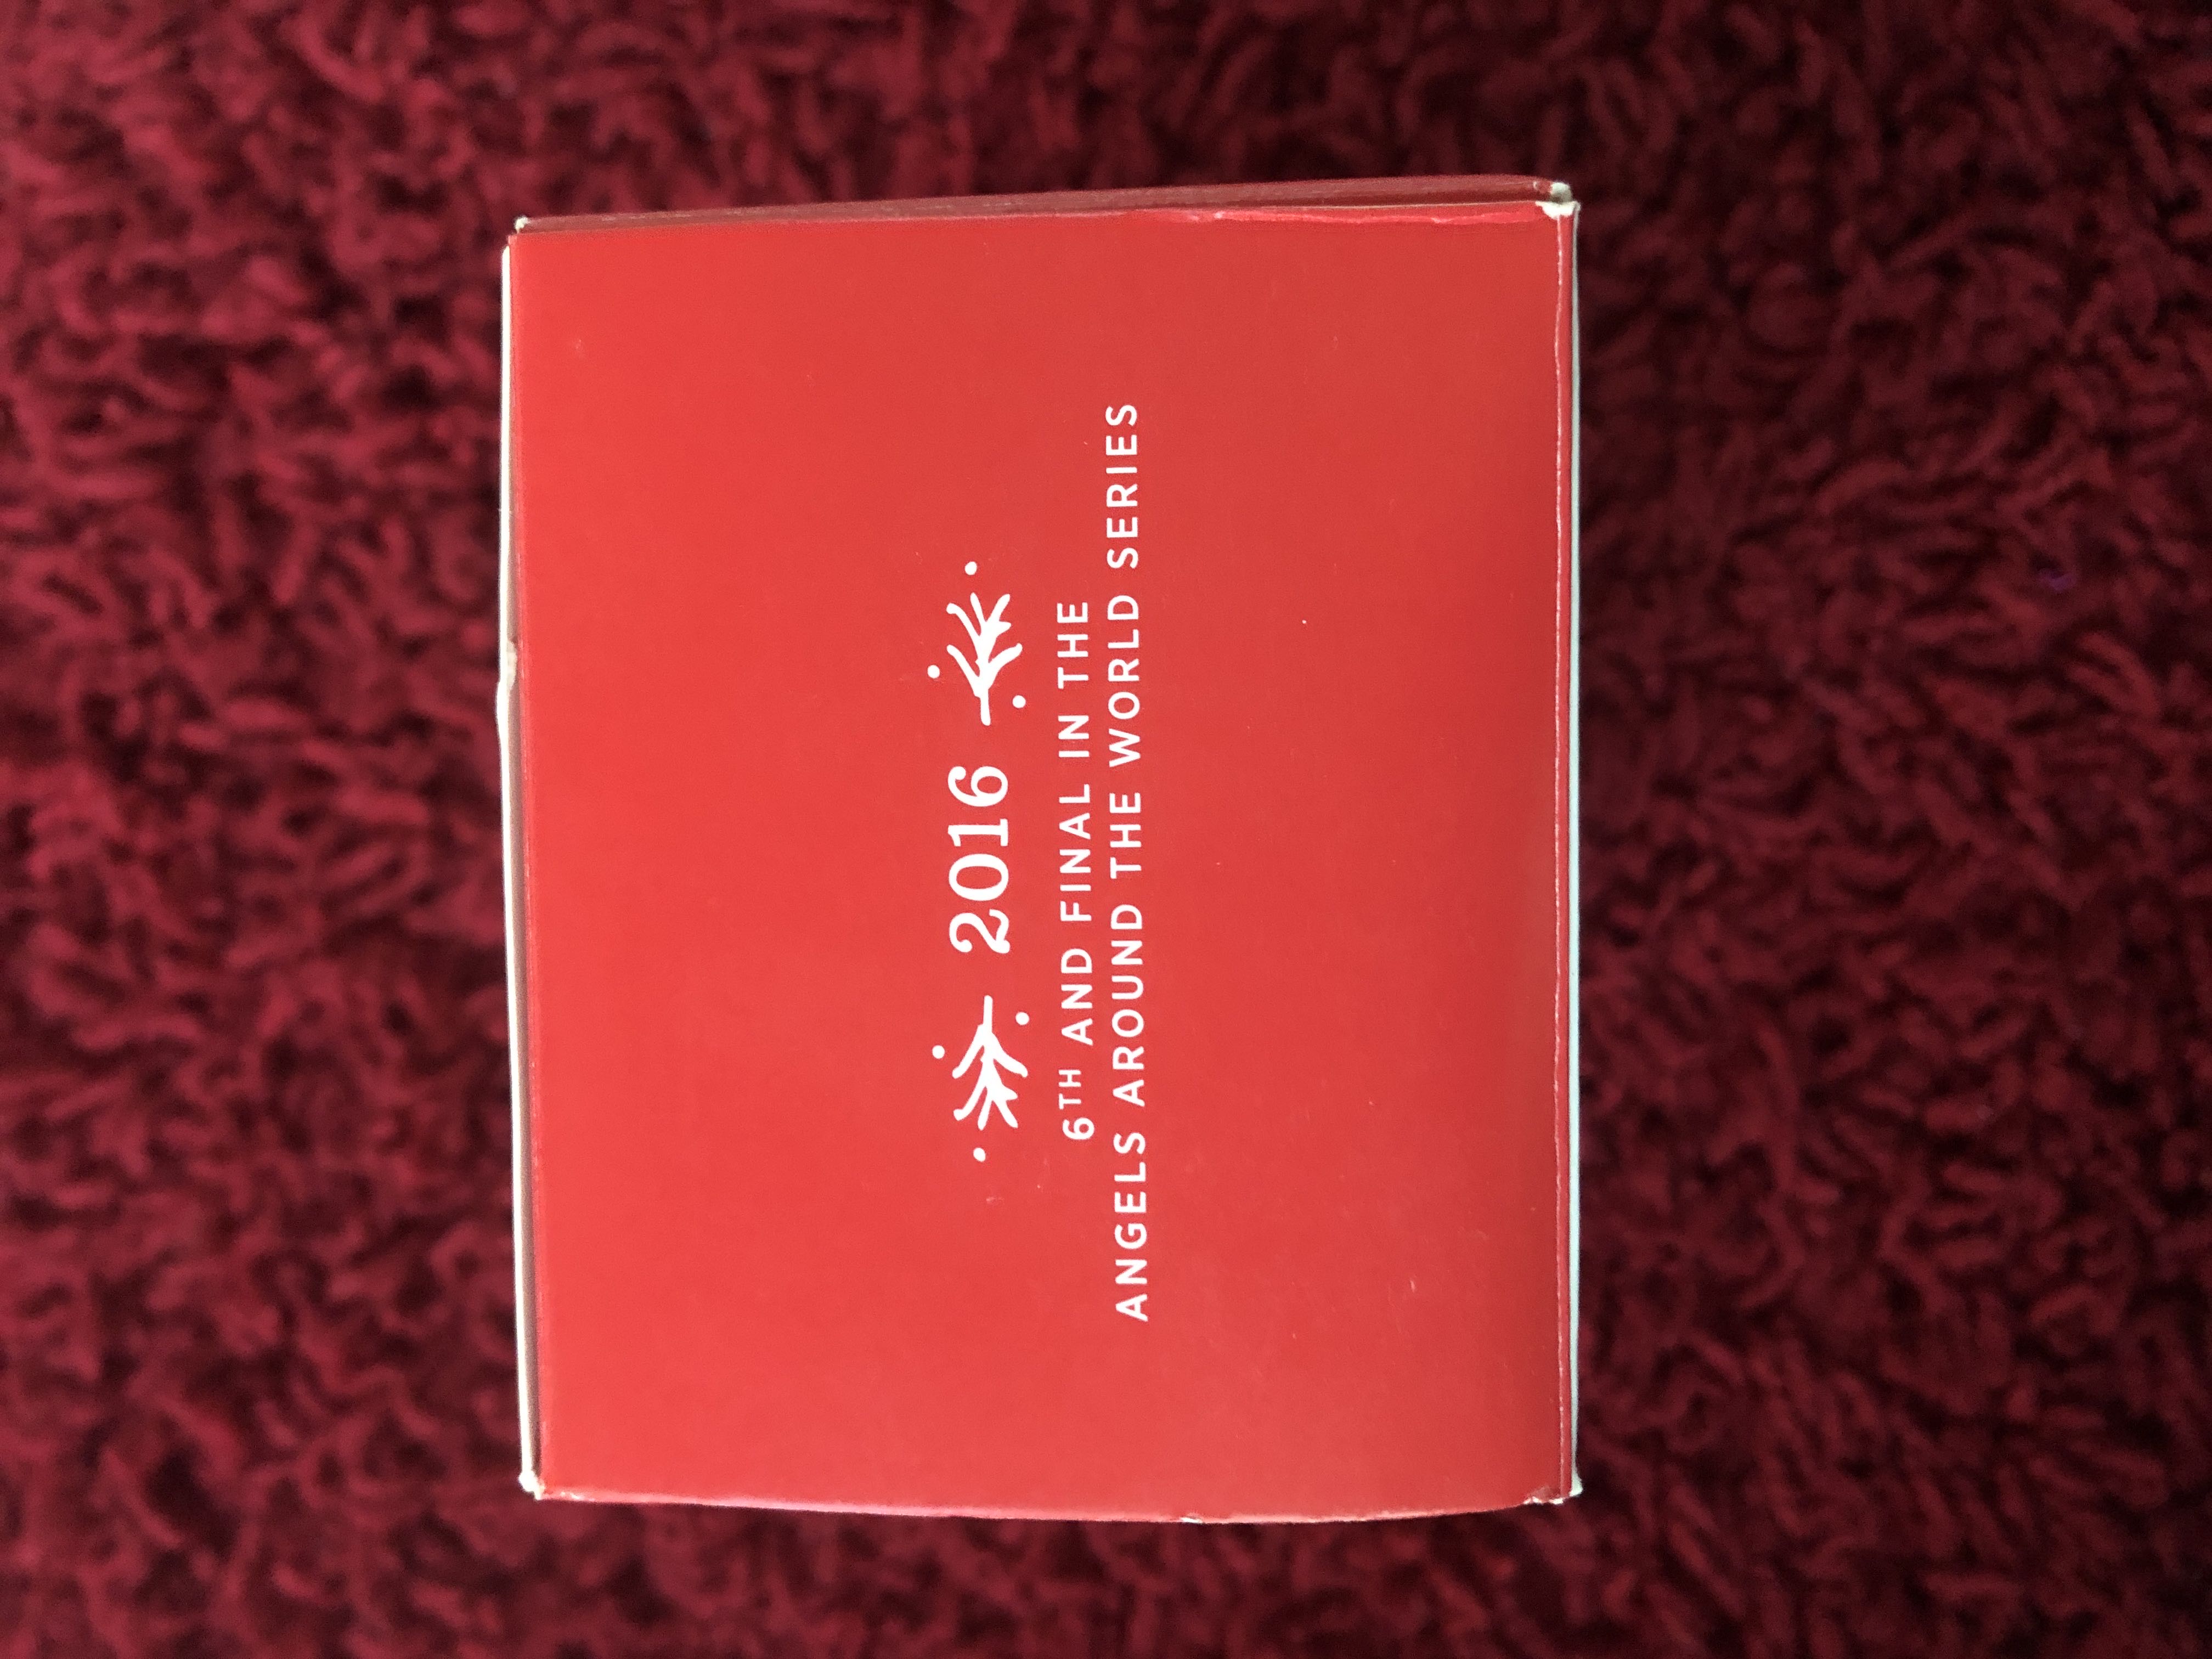 2016
6TH AND FINAL IN THE
ANGELS AROUND THE WORLD SERIES